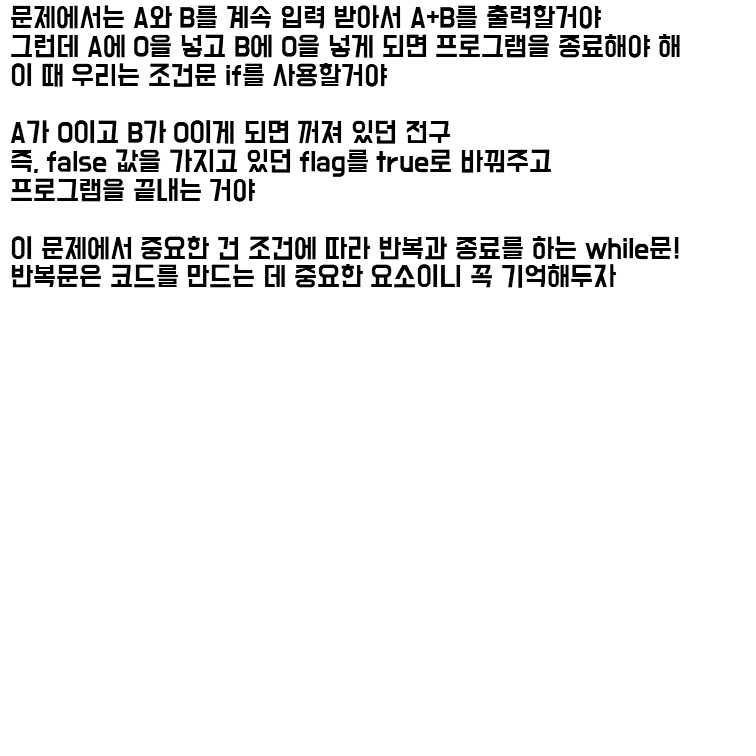 문제에서는 A와 B를 계속 입력 받아서 A+B를 출력할거야
그런데 A에 0을 넣고 B에 0을 넣게 되면 프로그램을 종료해야 해
이 때 우리는 조건문 if를 사용할거야
A가 0이고 B가 0이게 되면 꺼져 있던 전구
즉, false 값을 가지고 있던 flag를 true로 바꿔주고
프로그램을 끝내는 거야
이 문제에서 중요한 건 조건에 따라 반복과 종료를 하는 while문!
반복문은 코드를 만드는 데 중요한 요소이니 꼭 기억해두자